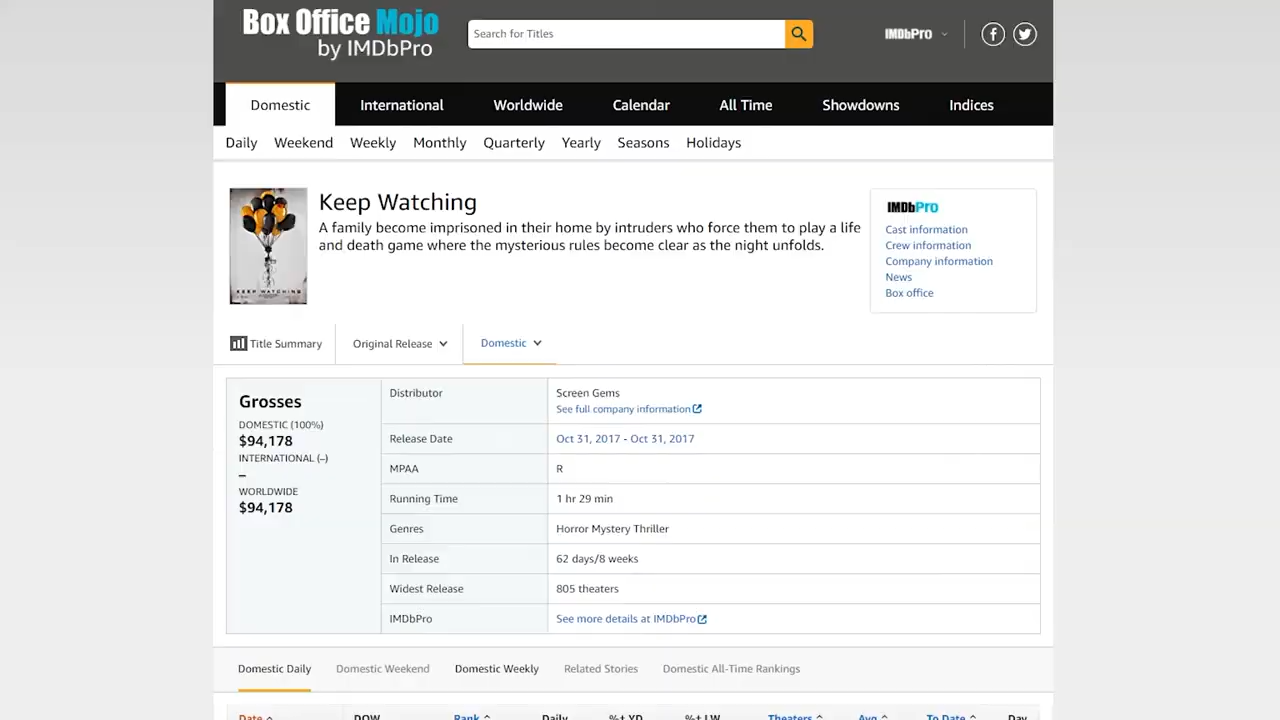 Box Office Mojo
by IMDbPro
Search for Titles
IMDbPro
Domestic International Worldwide Calendar All Time Showdowns Indices
Daily Weekend Weekly Monthly Quarterly Yearly Seasons Holidays
Keep Watching
A family become imprisoned in their home by intruders who force them to play a life
and death game where the mysterious rules become clear as the night unfolds.
KEEP WATCHING
IMDbPro
Cast information
Crew information
Company information
News
Box office
Title Summary Original Release Domestic
Grosses
DOMESTIC (100%)
$94,178
INTERNATIONAL (–)
–
WORLDWIDE
$94,178
Distributor Screen Gems
See full company information
Release Date Oct 31, 2017 - Oct 31, 2017
MPAA R
Running Time 1 hr 29 min
Genres Horror Mystery Thriller
In Release 62 days/8 weeks
Widest Release 805 theaters
IMDbPro See more details at IMDbPro
Domestic Daily Domestic Weekend Domestic Weekly Related Stories Domestic All-Time Rankings
Date DOW Rank Daily %± YD %± LW Theaters Avg To Date Day